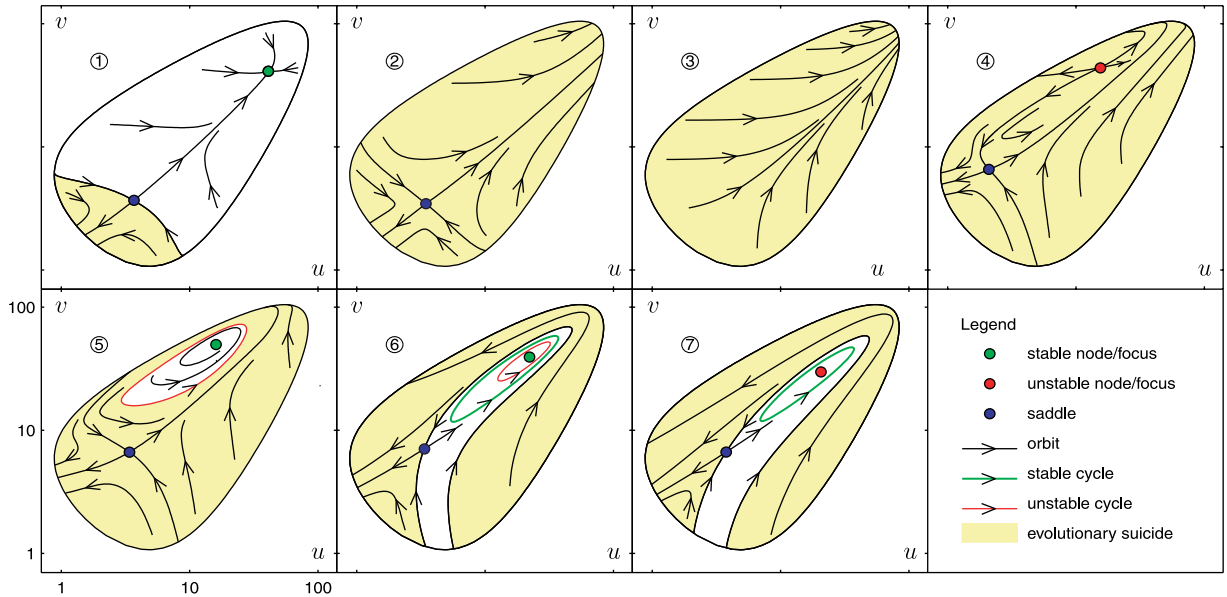 v
①
u
v
②
u
v
③
u
④
100
10
1
v
⑤
u
v
⑥
u
v
⑦
u
1
10
100
Legend
stable node/focus
unstable node/focus
saddle
orbit
stable cycle
unstable cycle
evolutionary suicide